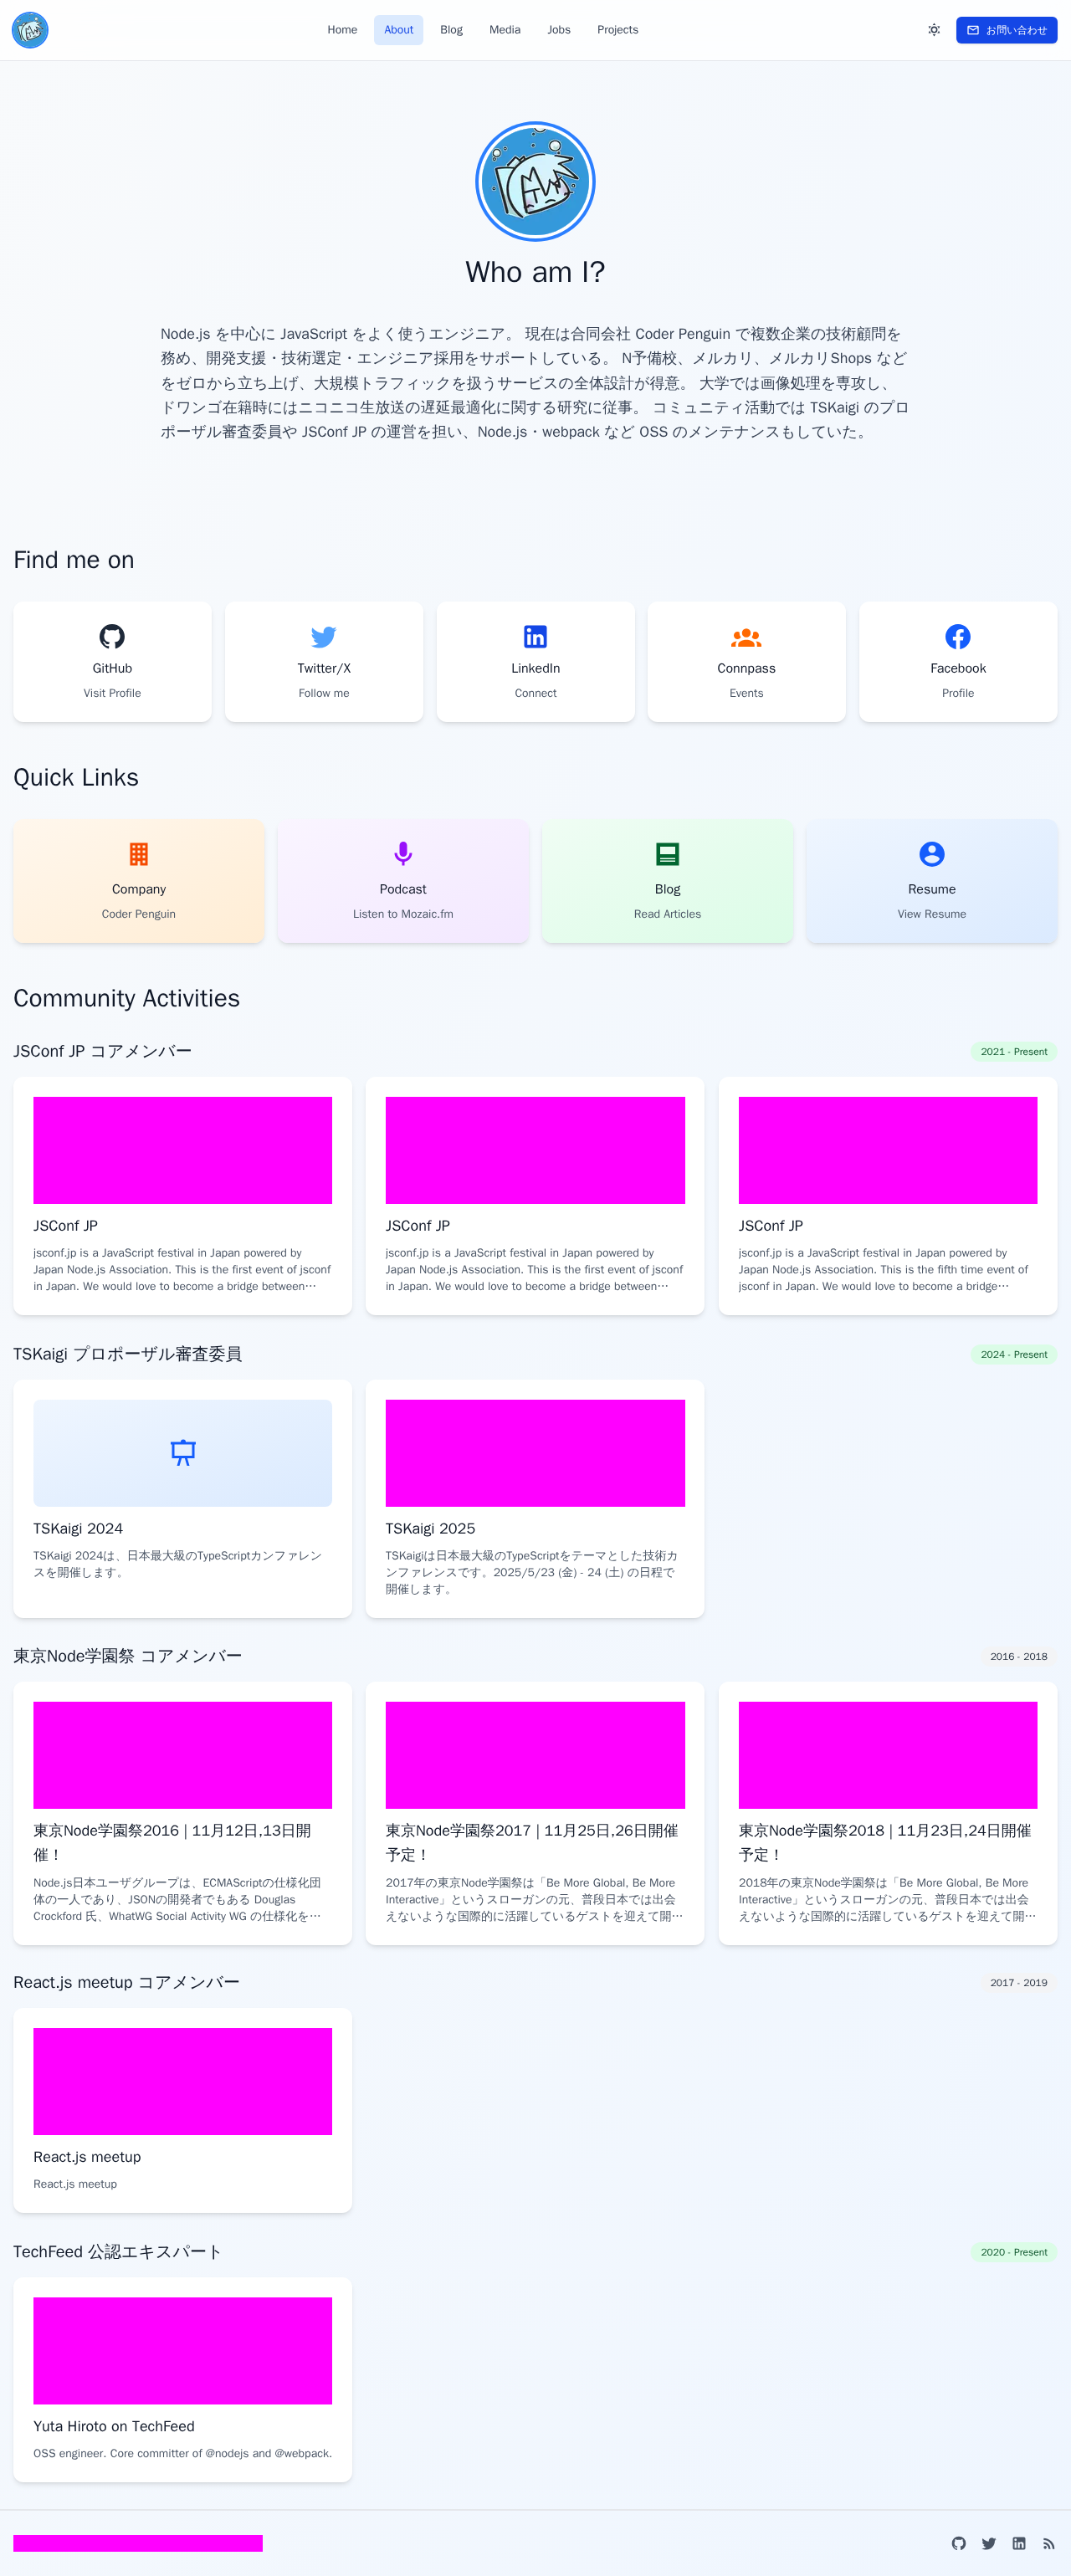 Home
About
Blog
Media
Jobs
Projects
お問い合わせ
Who am I?
Node.js を中心に JavaScript をよく使うエンジニア。 現在は合同会社 Coder Penguin で複数企業の技術顧問を
務め、開発支援・技術選定・エンジニア採用をサポートしている。 N予備校、メルカリ、メルカリShops など
をゼロから立ち上げ、大規模トラフィックを扱うサービスの全体設計が得意。 大学では画像処理を専攻し、
ドワンゴ在籍時にはニコニコ生放送の遅延最適化に関する研究に従事。 コミュニティ活動では TSKaigi のプロ
ポーザル審査委員や JSConf JP の運営を担い、Node.js・webpack など OSS のメンテナンスもしていた。
Find me on
GitHub
Visit Profile
Twitter/X
Follow me
LinkedIn
Connect
Connpass
Events
Facebook
Profile
Quick Links
Company
Coder Penguin
Podcast
Listen to Mozaic.fm
Blog
Read Articles
Resume
View Resume
Community Activities
JSConf JP コアメンバー
2021 - Present
JSConf JP
jsconf.jp is a JavaScript festival in Japan powered by
Japan Node.js Association. This is the first event of jsconf
in Japan. We would love to become a bridge between…
JSConf JP
jsconf.jp is a JavaScript festival in Japan powered by
Japan Node.js Association. This is the first event of jsconf
in Japan. We would love to become a bridge between…
JSConf JP
jsconf.jp is a JavaScript festival in Japan powered by
Japan Node.js Association. This is the fifth time event of
jsconf in Japan. We would love to become a bridge…
TSKaigi プロポーザル審査委員
2024 - Present
TSKaigi 2024
TSKaigi 2024は、日本最大級のTypeScriptカンファレン
スを開催します。
TSKaigi 2025
TSKaigiは日本最大級のTypeScriptをテーマとした技術カ
ンファレンスです。2025/5/23 (金) - 24 (土) の日程で
開催します。
東京Node学園祭 コアメンバー
2016 - 2018
東京Node学園祭2016 | 11月12日,13日開
催！
Node.js日本ユーザグループは、ECMAScriptの仕様化団
体の一人であり、JSONの開発者でもある Douglas
Crockford 氏、WhatWG Social Activity WG の仕様化を…
東京Node学園祭2017 | 11月25日,26日開催
予定！
2017年の東京Node学園祭は「Be More Global, Be More
Interactive」というスローガンの元、普段日本では出会
えないような国際的に活躍しているゲストを迎えて開…
東京Node学園祭2018 | 11月23日,24日開催
予定！
2018年の東京Node学園祭は「Be More Global, Be More
Interactive」というスローガンの元、普段日本では出会
えないような国際的に活躍しているゲストを迎えて開…
React.js meetup コアメンバー
2017 - 2019
React.js meetup
React.js meetup
TechFeed 公認エキスパート
2020 - Present
Yuta Hiroto on TechFeed
OSS engineer. Core committer of @nodejs and @webpack.